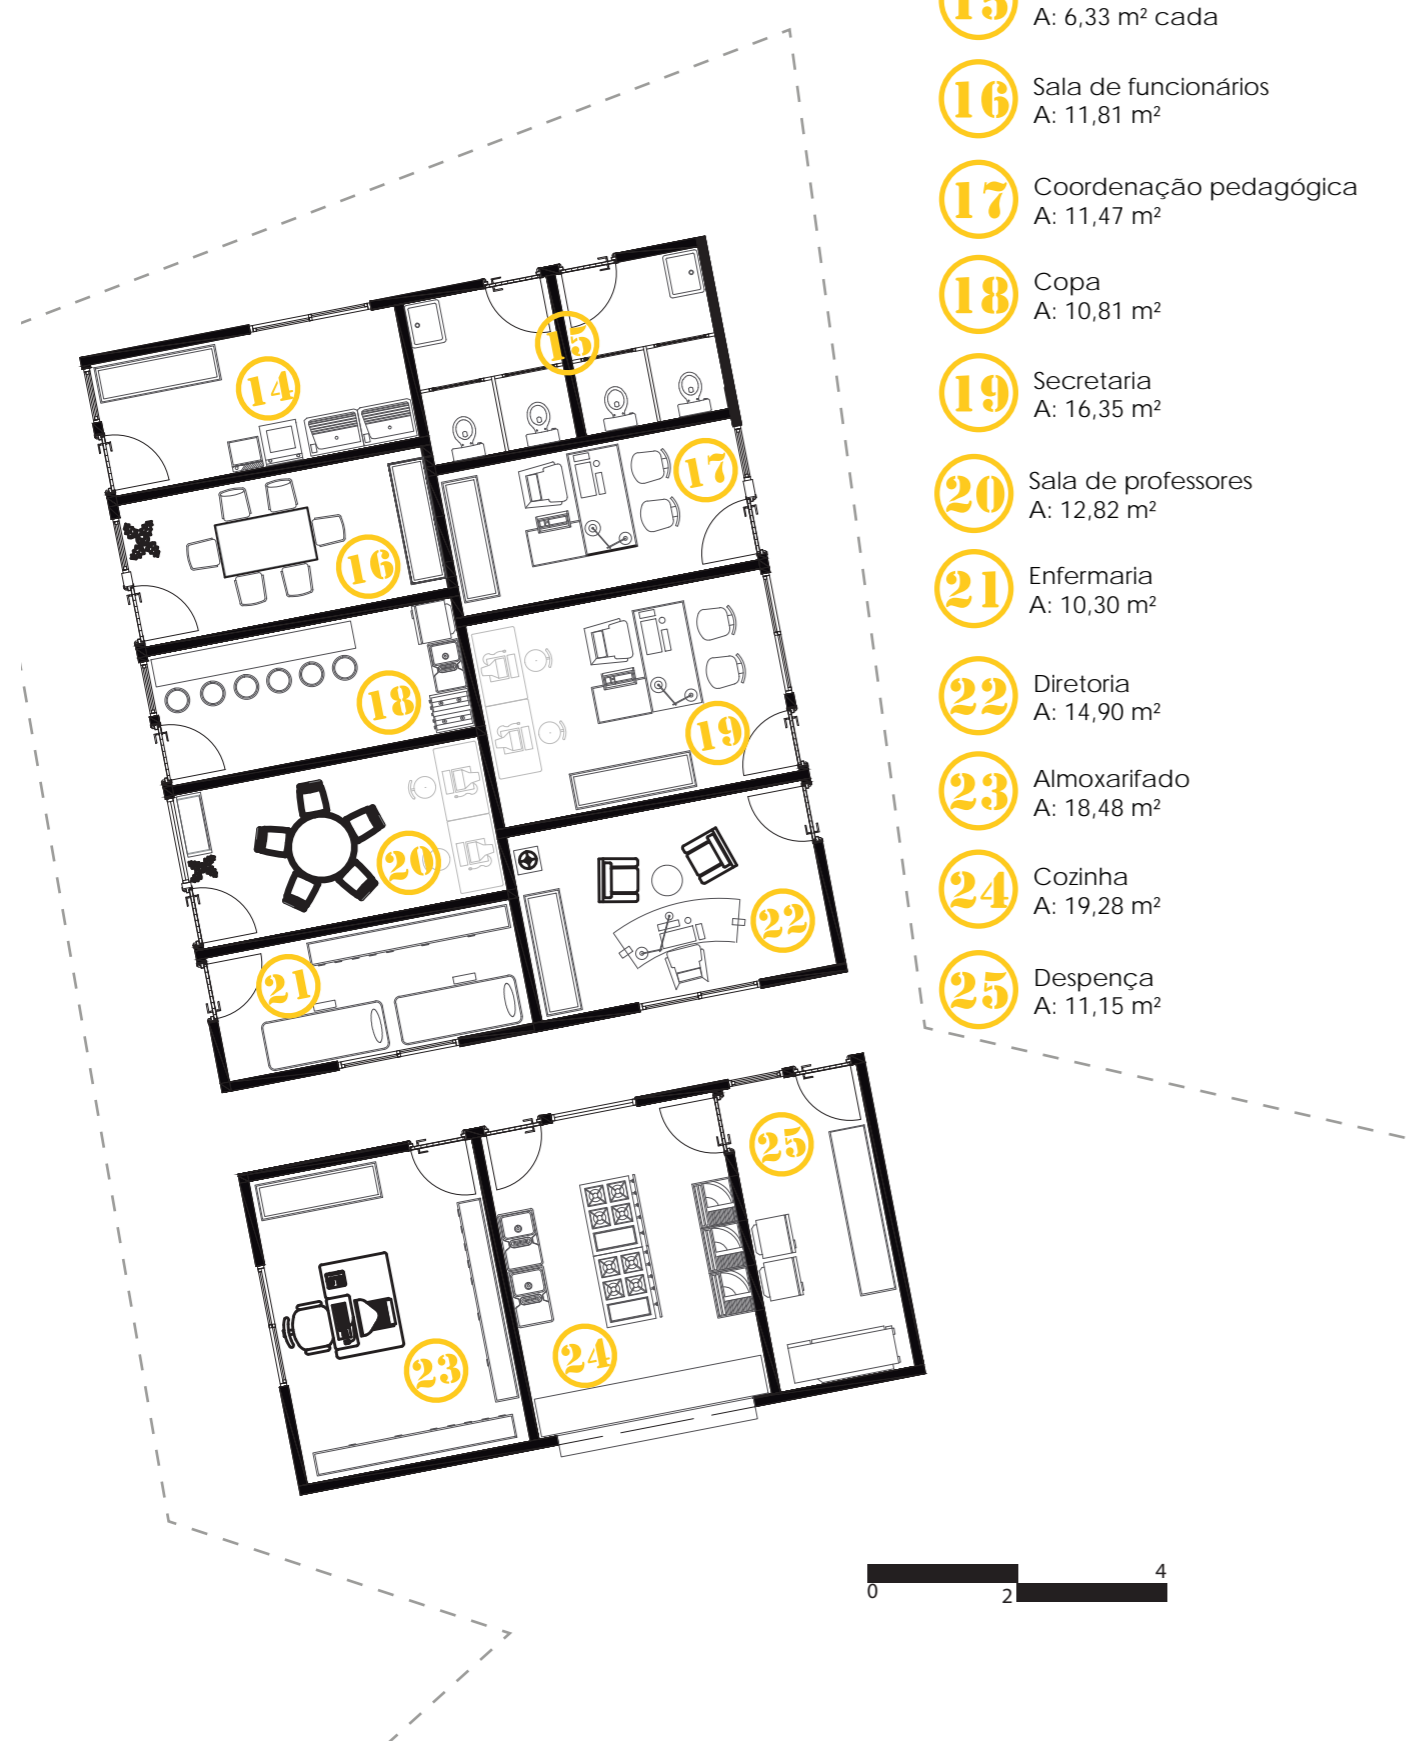 15
A: 6,33 m² cada
16
Sala de funcionários
A: 11,81 m²
17
Coordenação pedagógica
A: 11,47 m²
18
Copa
A: 10,81 m²
19
Secretaria
A: 16,35 m²
20
Sala de professores
A: 12,82 m²
21
Enfermaria
A: 10,30 m²
22
Diretoria
A: 14,90 m²
23
Almoxarifado
A: 18,48 m²
24
Cozinha
A: 19,28 m²
25
Despença
A: 11,15 m²
14
15
16
17
18
19
20
21
22
23
24
25
0
2
4